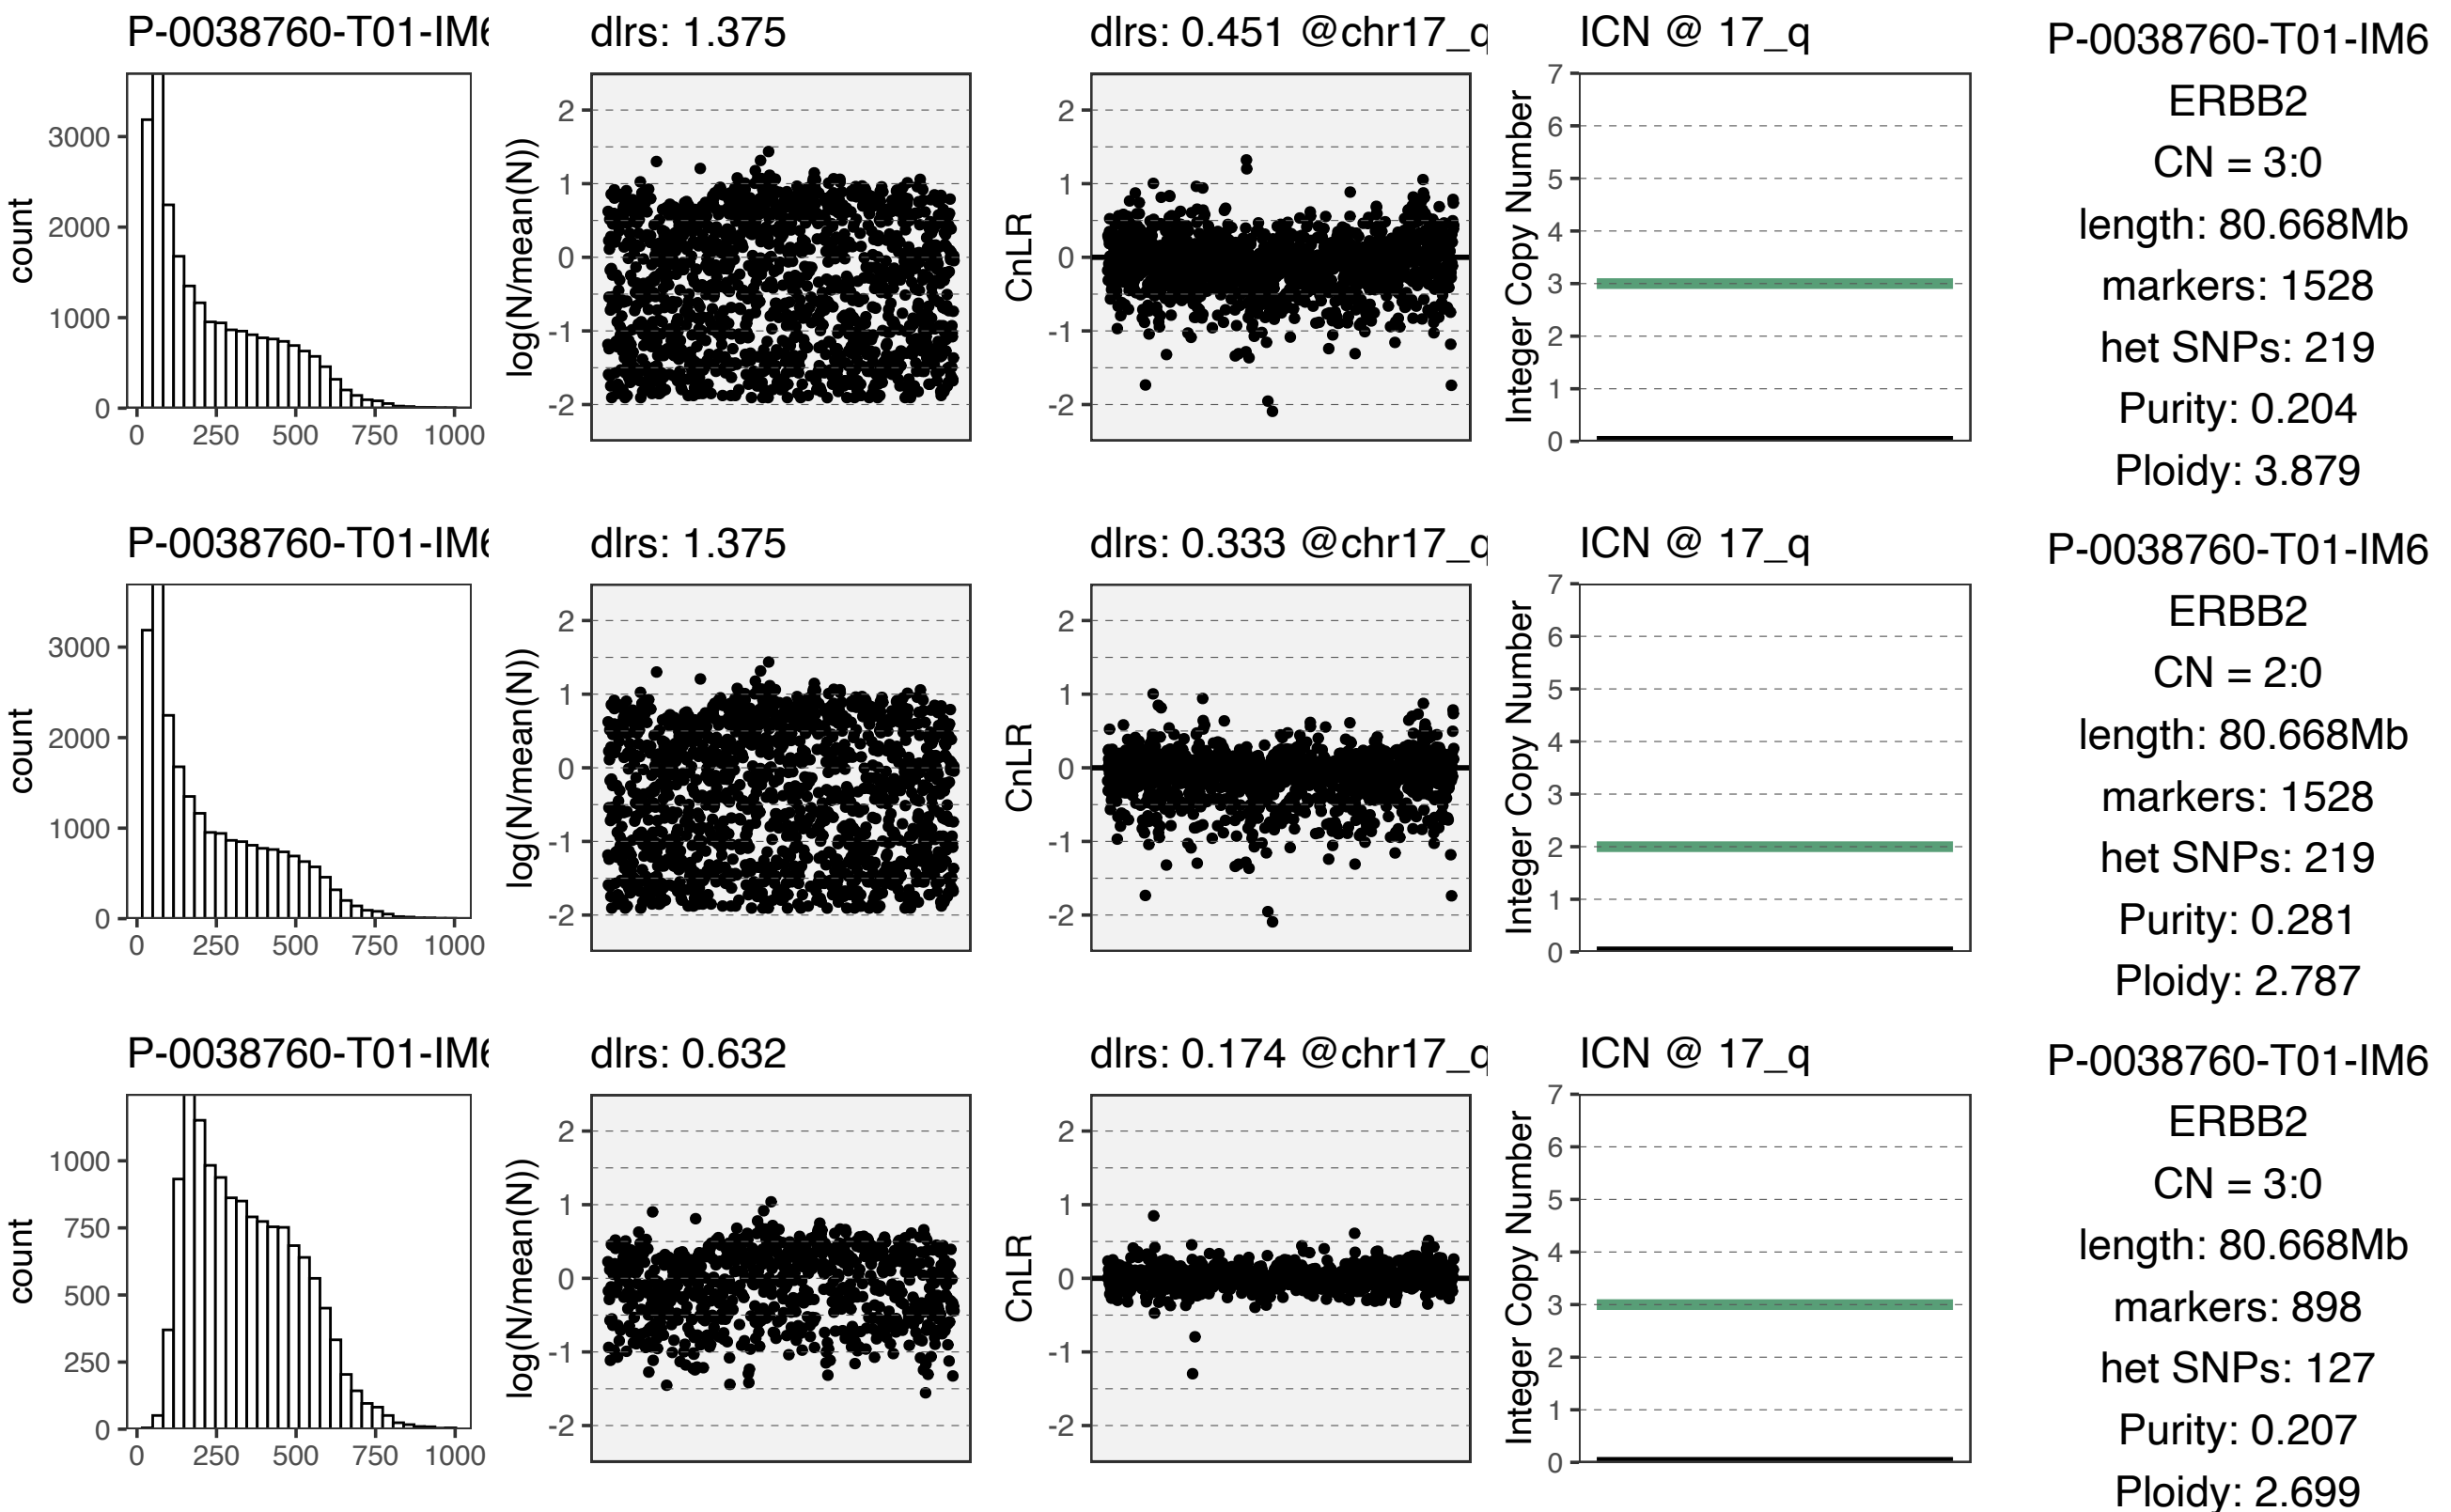 P-0038760-T01-IM6
dlrs: 1.375
dlrs: 0.451 @chr17_q
ICN @ 17_q
P-0038760-T01-IM6
ERBB2
CN = 3:0
length: 80.668Mb
markers: 1528
het SNPs: 219
Purity: 0.204
Ploidy: 3.879
count
3000
2000
1000
0
0 250 500 750 1000
log(N/mean(N))
2
1
0
-1
-2
CnLR
2
1
0
-1
-2
Integer Copy Number
7
6
5
4
3
2
1
0
P-0038760-T01-IM6
dlrs: 1.375
dlrs: 0.333 @chr17_q
ICN @ 17_q
P-0038760-T01-IM6
ERBB2
CN = 2:0
length: 80.668Mb
markers: 1528
het SNPs: 219
Purity: 0.281
Ploidy: 2.787
count
3000
2000
1000
0
0 250 500 750 1000
log(N/mean(N))
2
1
0
-1
-2
CnLR
2
1
0
-1
-2
Integer Copy Number
7
6
5
4
3
2
1
0
P-0038760-T01-IM6
dlrs: 0.632
dlrs: 0.174 @chr17_q
ICN @ 17_q
P-0038760-T01-IM6
ERBB2
CN = 3:0
length: 80.668Mb
markers: 898
het SNPs: 127
Purity: 0.207
Ploidy: 2.699
count
1000
750
500
250
0
0 250 500 750 1000
log(N/mean(N))
2
1
0
-1
-2
CnLR
2
1
0
-1
-2
Integer Copy Number
7
6
5
4
3
2
1
0